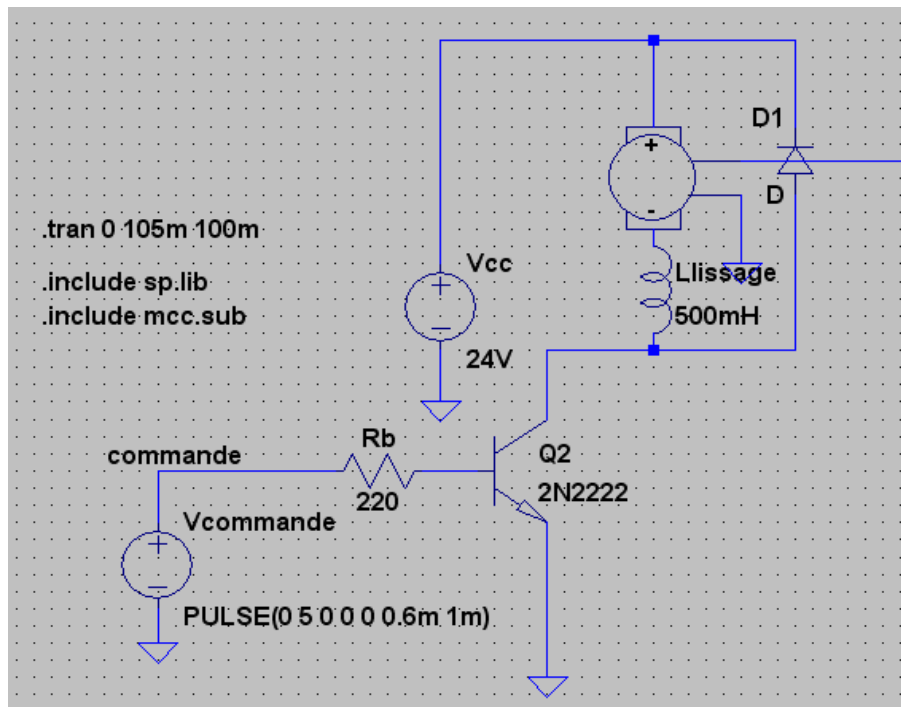 D1
+
D
-
.tran 0 105m 100m
Vcc
Llissage
.include sp.lib
+
.include mcc.sub
500mH
24V
Rb
commande
Q2
220
2N2222
Vcommande
+
PULSE(0 5 0 0 0 0.6m 1m)